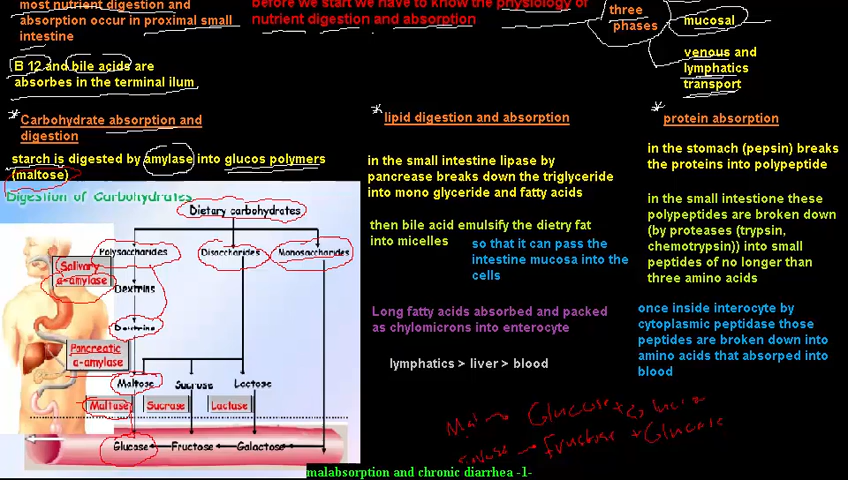 most nutrient digestion and
absorption occur in proximal small
intestine
B 12 and bile acids are
absorbes in the terminal ilum
before we start we have to know the physiology of
nutrient digestion and absorption
three
phases
mucosal
venous and
lymphatics
transport
* Carbohydrate absorption and
digestion
starch is digested by amylase into glucos polymers
(maltose)
Digestion of Carbohydrates
Dietary carbohydrates
Polysaccharides
Disaccharides
Monosaccharides
Salivary
α-amylase
Dextrins
Dextrins
Pancreatic
α-amylase
Maltose
Sucrose
Lactose
Maltase
Sucrase
Lactase
Glucose
Fructose
Galactose
* lipid digestion and absorption
in the small intestine lipase by
pancrease breaks down the triglyceride
into mono glyceride and fatty acids
then bile acid emulsify the dietry fat
into micelles
so that it can pass the
intestine mucosa into the
cells
Long fatty acids absorbed and packed
as chylomicrons into enterocyte
lymphatics > liver > blood
* protein absorption
in the stomach (pepsin) breaks
the proteins into polypeptide
in the small intestione these
polypeptides are broken down
(by proteases (trypsin,
chemotrypsin)) into small
peptides of no longer than
three amino acids
once inside interocyte by
cytoplasmic peptidase those
peptides are broken down into
amino acids that absorped into
blood
Glucose +
Fructose + Glucose
malabsorption and chronic diarrhea -1-